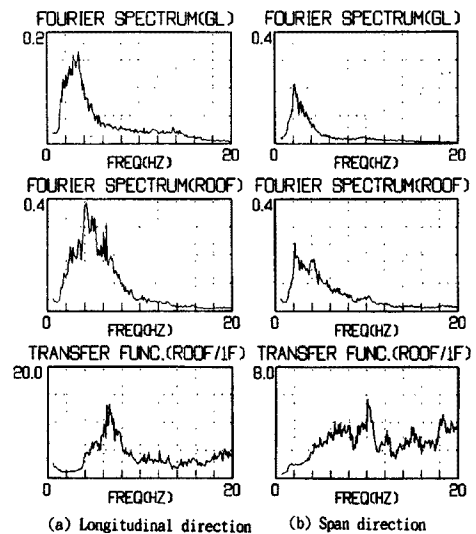 FOURIER SPECTRUM(GL)
0.2
0
20
FREQ(HZ)
FOURIER SPECTRUM(GL)
0.4
0
20
FREQ(HZ)
FOURIER SPECTRUM(ROOF)
0.4
0
20
FREQ(HZ)
FOURIER SPECTRUM(ROOF)
0.4
0
20
FREQ(HZ)
TRANSFER FUNC.(ROOF/1F)
20.0
0
20
FREQ(HZ)
TRANSFER FUNC.(ROOF/1F)
8.0
0
20
FREQ(HZ)
(a) Longitudinal direction
(b) Span direction